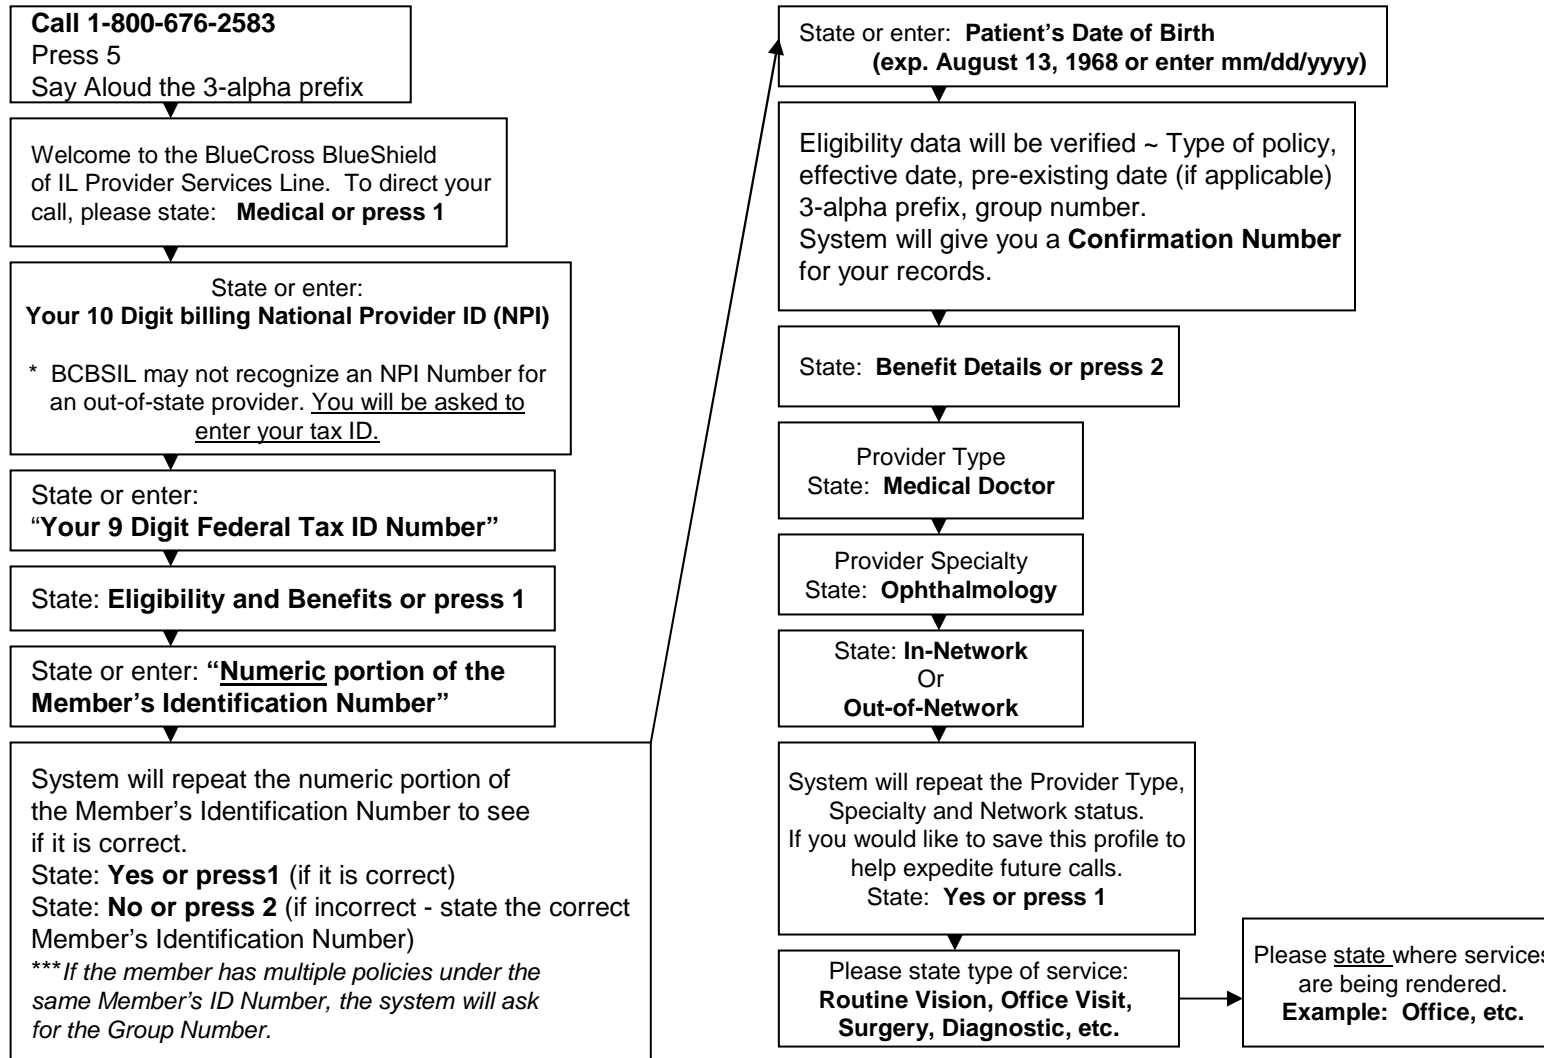 Call 1-800-676-2583
Press 5
Say Aloud the 3-alpha prefix
Welcome to the BlueCross BlueShield
of IL Provider Services Line.  To direct your
call, please state:   Medical or press 1
State or enter:
Your 10 Digit billing National Provider ID (NPI)
*  BCBSIL may not recognize an NPI Number for
an out-of-state provider. You will be asked to
enter your tax ID.
State or enter:
“Your 9 Digit Federal Tax ID Number”
State: Eligibility and Benefits or press 1
State or enter: “Numeric portion of the
Member’s Identification Number”
System will repeat the numeric portion of
the Member’s Identification Number to see
if it is correct.
State: Yes or press1 (if it is correct)
State: No or press 2 (if incorrect - state the correct
Member’s Identification Number)
***If the member has multiple policies under the
same Member’s ID Number, the system will ask
for the Group Number.
State or enter:  Patient’s Date of Birth
(exp. August 13, 1968 or enter mm/dd/yyyy)
Eligibility data will be verified ~ Type of policy,
effective date, pre-existing date (if applicable)
3-alpha prefix, group number.
System will give you a Confirmation Number
for your records.
State:  Benefit Details or press 2
Provider Type
State:  Medical Doctor
Provider Specialty
State:  Ophthalmology
State: In-Network
Or
Out-of-Network
System will repeat the Provider Type,
Specialty and Network status.
If you would like to save this profile to
help expedite future calls.
State:  Yes or press 1
Please state type of service:
Routine Vision, Office Visit,
Surgery, Diagnostic, etc.
Please state where services
are being rendered.
Example:  Office, etc.